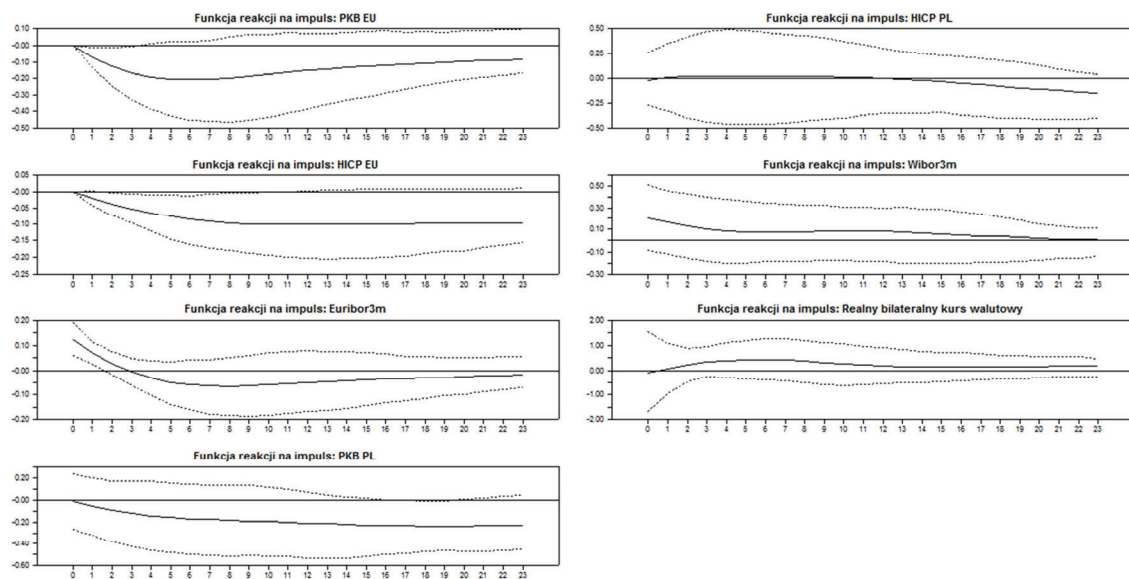 Funkcja reakcji na impuls: PKB EU
0.10
-0.00
-0.10
-0.20
-0.30
-0.40
-0.50
0 1 2 3 4 5 6 7 8 9 10 11 12 13 14 15 16 17 18 19 20 21 22 23
Funkcja reakcji na impuls: HICP PL
0.50
0.25
0.00
-0.25
-0.50
0 1 2 3 4 5 6 7 8 9 10 11 12 13 14 15 16 17 18 19 20 21 22 23
Funkcja reakcji na impuls: HICP EU
0.05
-0.00
-0.05
-0.10
-0.15
-0.20
-0.25
0 1 2 3 4 5 6 7 8 9 10 11 12 13 14 15 16 17 18 19 20 21 22 23
Funkcja reakcji na impuls: Wibor3m
0.50
0.30
0.10
-0.10
-0.30
0 1 2 3 4 5 6 7 8 9 10 11 12 13 14 15 16 17 18 19 20 21 22 23
Funkcja reakcji na impuls: Euribor3m
0.20
0.10
-0.00
-0.10
-0.20
0 1 2 3 4 5 6 7 8 9 10 11 12 13 14 15 16 17 18 19 20 21 22 23
Funkcja reakcji na impuls: Realny bilateralny kurs walutowy
2.00
1.00
-0.00
-1.00
-2.00
0 1 2 3 4 5 6 7 8 9 10 11 12 13 14 15 16 17 18 19 20 21 22 23
Funkcja reakcji na impuls: PKB PL
0.20
-0.00
-0.20
-0.40
-0.60
0 1 2 3 4 5 6 7 8 9 10 11 12 13 14 15 16 17 18 19 20 21 22 23